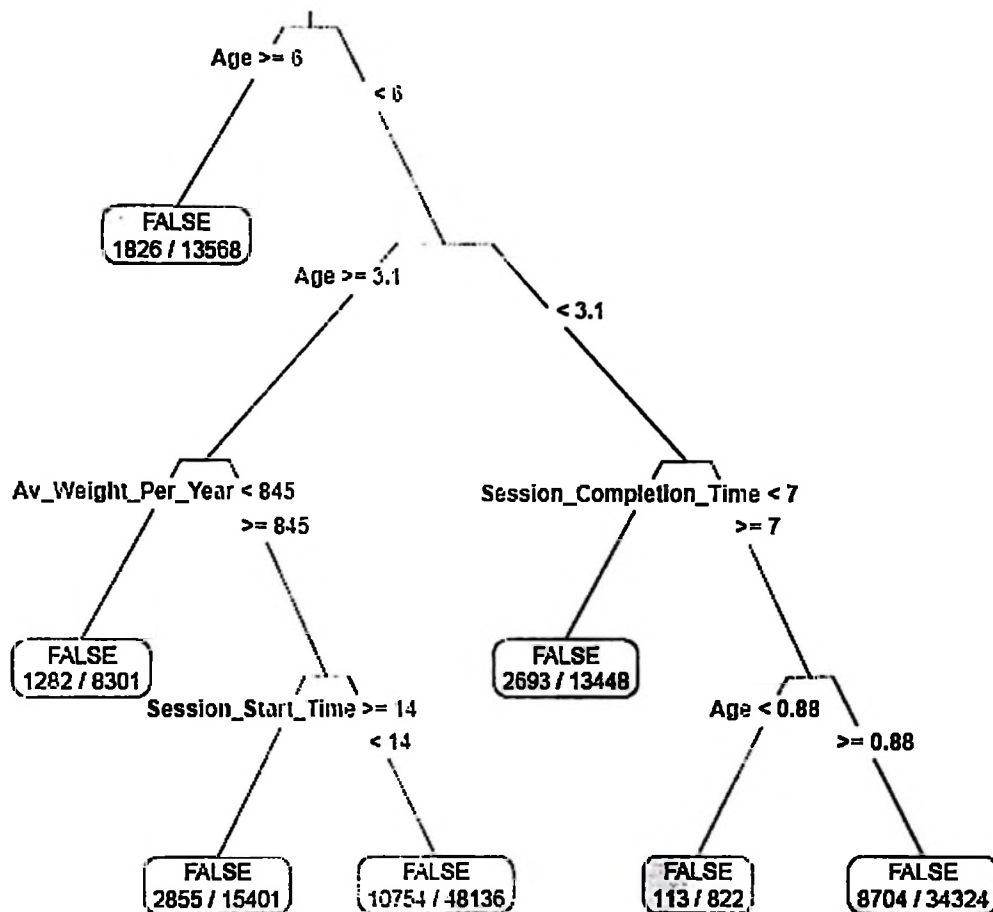 Age >= 6
< 6
FALSE
1826 / 13568
Age >= 3.1
< 3.1
Av_Weight_Per_Year < 845
>= 845
Session_Completion_Time < 7
>= 7
FALSE
1282 / 8301
FALSE
2693 / 13448
Session_Start_Time >= 14
< 14
Age < 0.88
>= 0.88
FALSE
2855 / 15401
FALSE
10754 / 48136
FALSE
113 / 822
FALSE
8704 / 34324